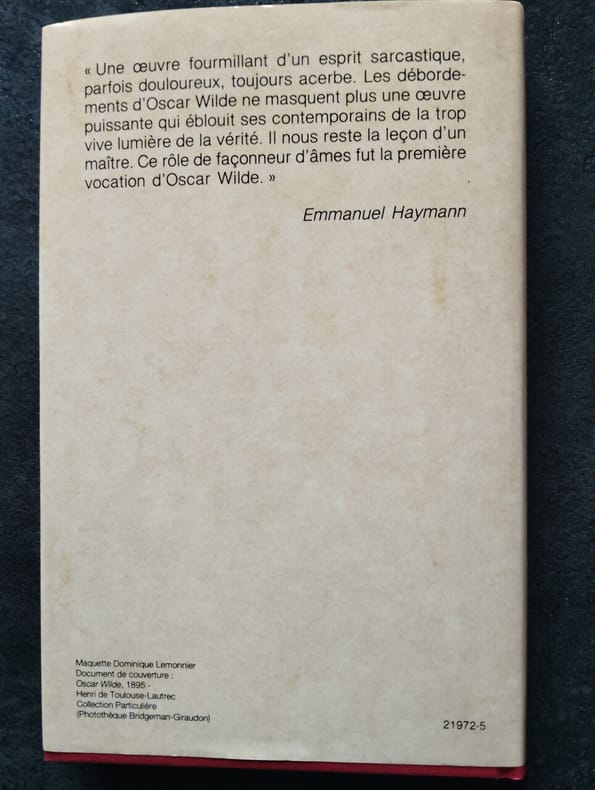 « Une œuvre fourmillant d'un esprit sarcastique,
parfois douloureux, toujours acerbe. Les déborde-
ments d'Oscar Wilde ne masquent plus une œuvre
puissante qui éblouit ses contemporains de la trop
vive lumière de la vérité. Il nous reste la leçon d'un
maître. Ce rôle de façonneur d'âmes fut la première
vocation d'Oscar Wilde. »
Emmanuel Haymann
Maquette Dominique Lemonnier
Document de couverture :
Oscar Wilde, 1895 -
Henri de Toulouse-Lautrec
Collection Particulière
(Photothèque Bridgeman-Giraudon)
21972-5